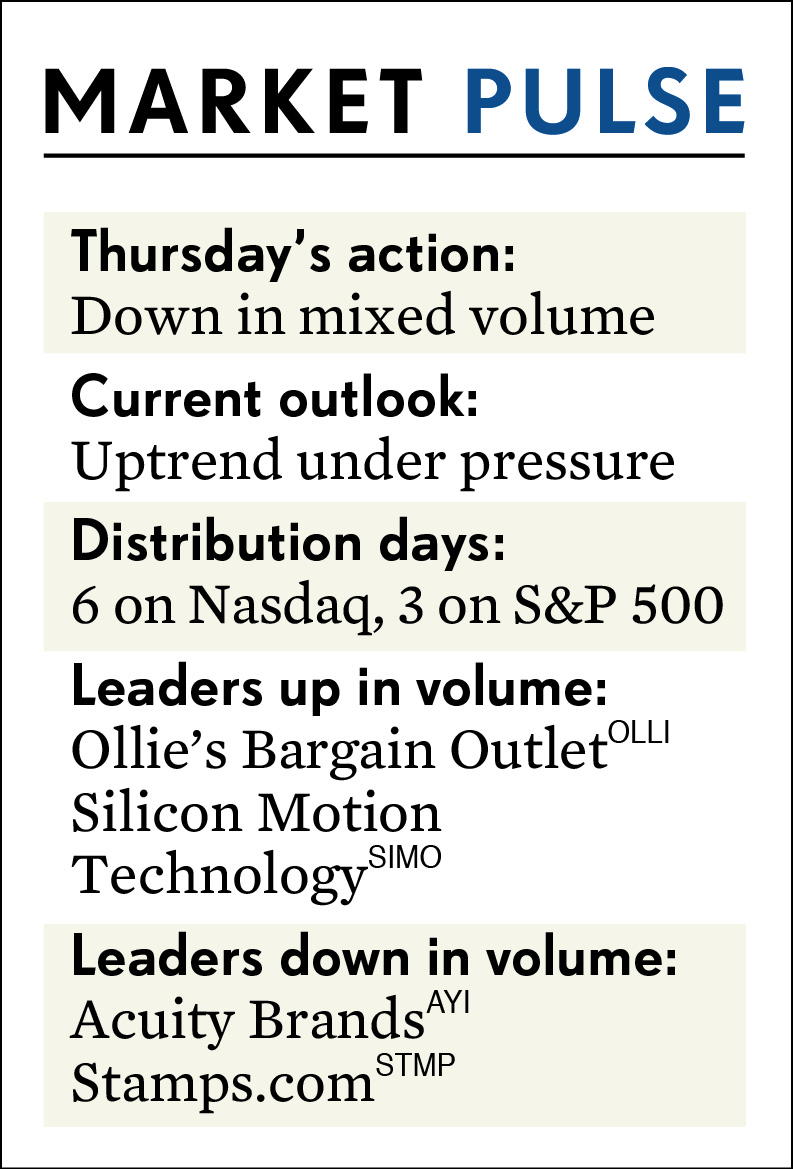 MARKET PULSE
Thursday’s action:
Down in mixed volume
Current outlook:
Uptrend under pressure
Distribution days:
6 on Nasdaq, 3 on S&P 500
Leaders up in volume:
Ollie’s Bargain Outlet OLLI
Silicon Motion
Technology SIMO
Leaders down in volume:
Acuity Brands AYI
Stamps.com STMP